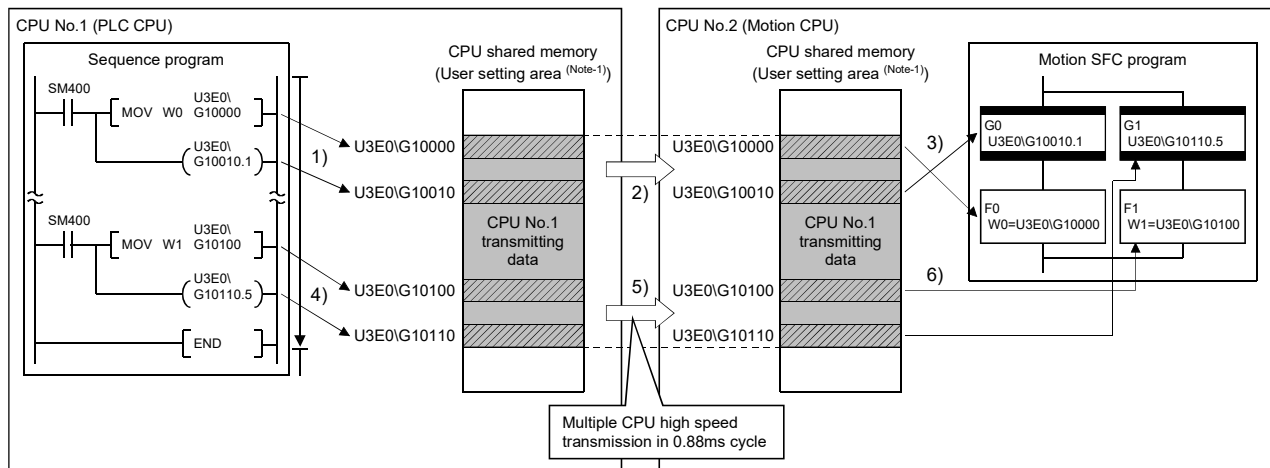 CPU No.1 (PLC CPU)
Sequence program
SM400
MOV W0 U3E0\
G10000
U3E0\
G10010.1
SM400
MOV W1 U3E0\
G10100
U3E0\
G10110.5
END
1)
4)
CPU shared memory
(User setting area (Note-1))
U3E0\G10000
U3E0\G10010
CPU No.1
transmitting
data
U3E0\G10100
U3E0\G10110
2)
5)
Multiple CPU high speed
transmission in 0.88ms cycle
CPU No.2 (Motion CPU)
CPU shared memory
(User setting area (Note-1))
U3E0\G10000
U3E0\G10010
CPU No.1
transmitting
data
U3E0\G10100
U3E0\G10110
3)
6)
Motion SFC program
G0
U3E0\G10010.1
G1
U3E0\G10110.5
F0
W0=U3E0\G10000
F1
W1=U3E0\G10100